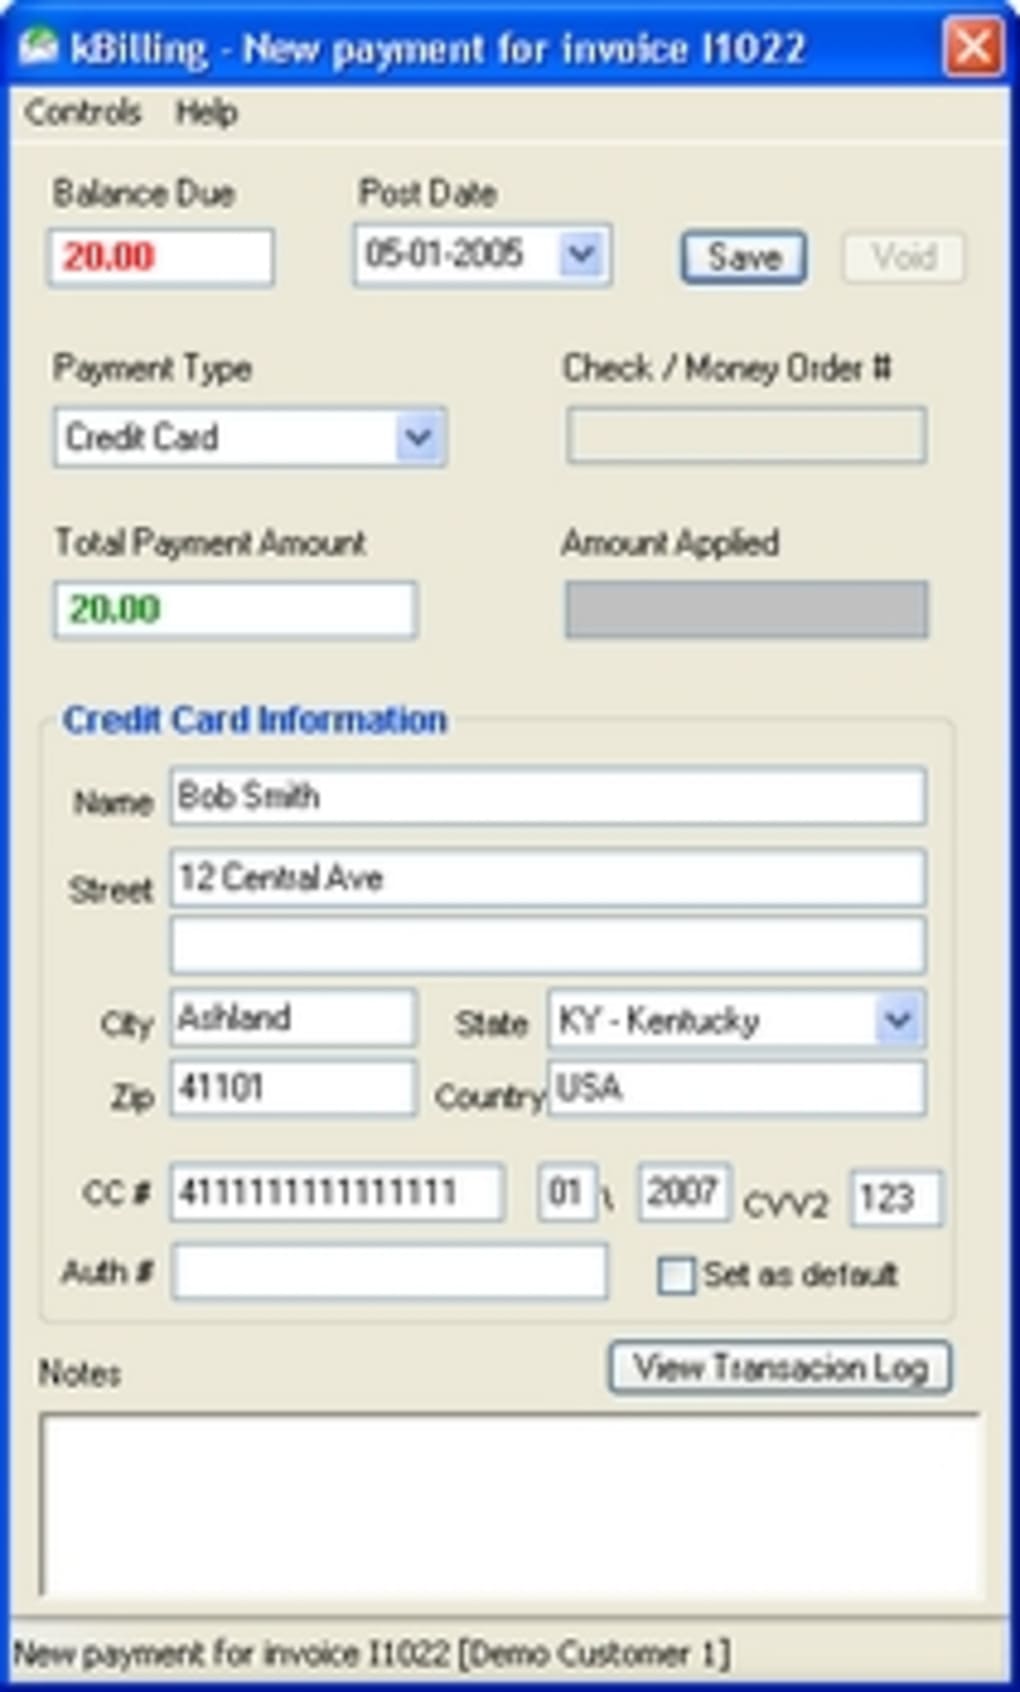 kBilling - New payment for invoice I1022
Controls Help
Balance Due Post Date
20.00 05-01-2005 Save Void
Payment Type Check / Money Order #
Credit Card
Total Payment Amount Amount Applied
20.00
Credit Card Information
Name Bob Smith
Street 12 Central Ave
City Ashland State KY - Kentucky
Zip 41101 Country USA
CC # 4111111111111111 01 \ 2007 CVV2 123
Auth # Set as default
Notes View Transacion Log
New payment for invoice I1022 [Demo Customer 1]